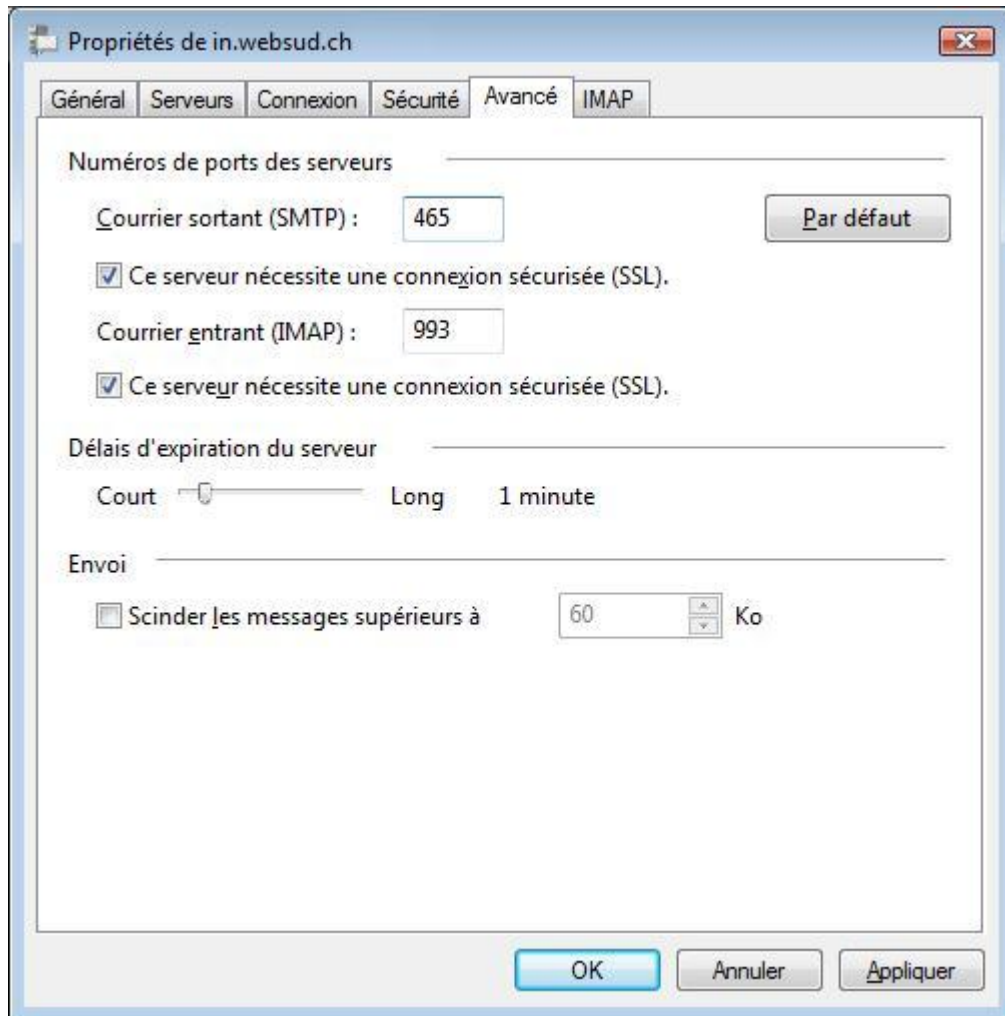 Propriétés de in.websud.ch
Général Serveurs Connexion Sécurité Avancé IMAP
Numéros de ports des serveurs
Courrier sortant (SMTP) : 465 Par défaut
Ce serveur nécessite une connexion sécurisée (SSL).
Courrier entrant (IMAP) : 993
Ce serveur nécessite une connexion sécurisée (SSL).
Délais d'expiration du serveur
Court Long 1 minute
Envoi
Scinder les messages supérieurs à 60 Ko
OK Annuler Appliquer